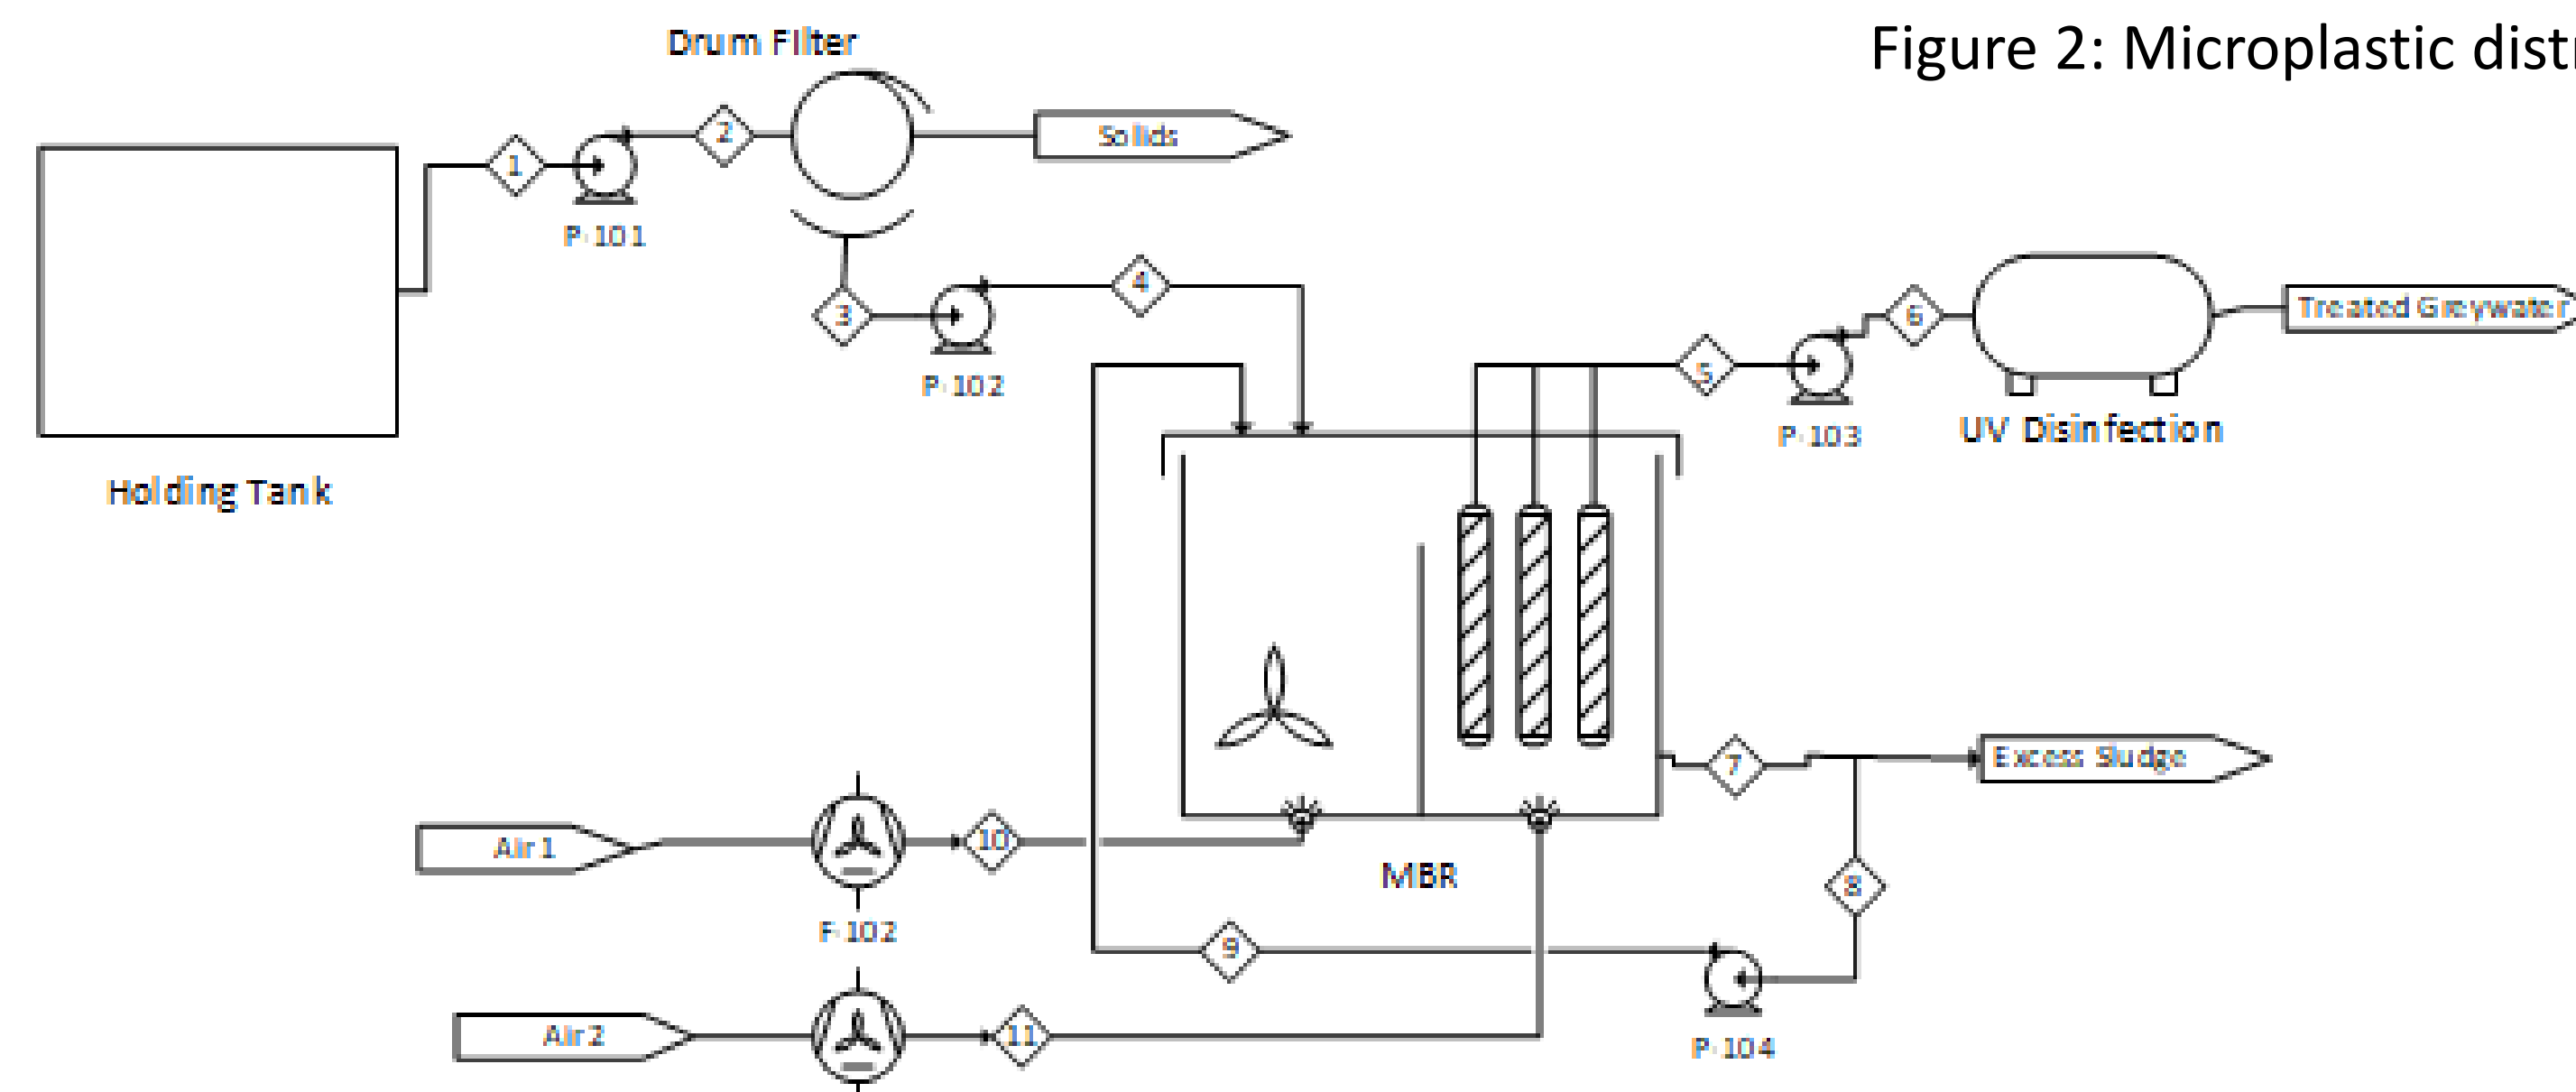 Figure 2: Microplastic
Drum FIlter
Solids
1
2
P-101
3
4
P-102
Holding Tank
5
6
P-103
UV Disinfection
Treated Greywater
7
Excess Sludge
8
MBR
Air 1
10
F-102
9
P-104
Air 2
11